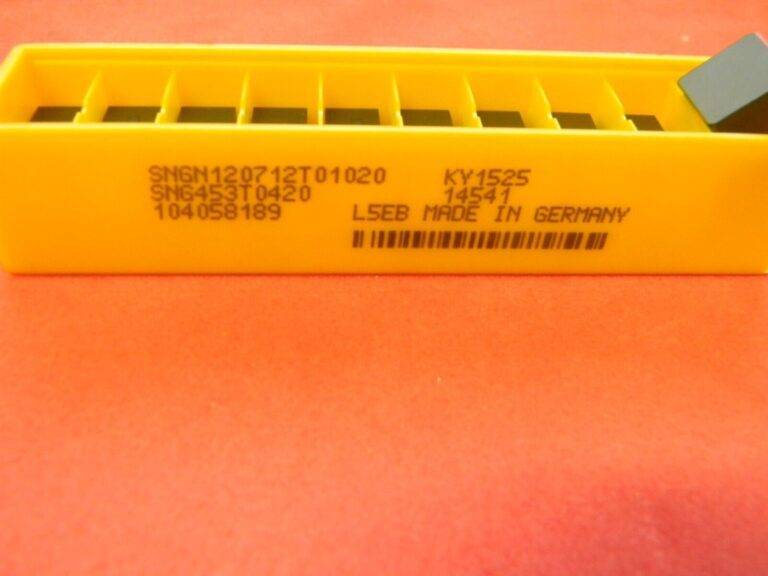 SNGN120712T01020 KY1525
SNG453T0420 14541
104058189 L5EB MADE IN GERMANY